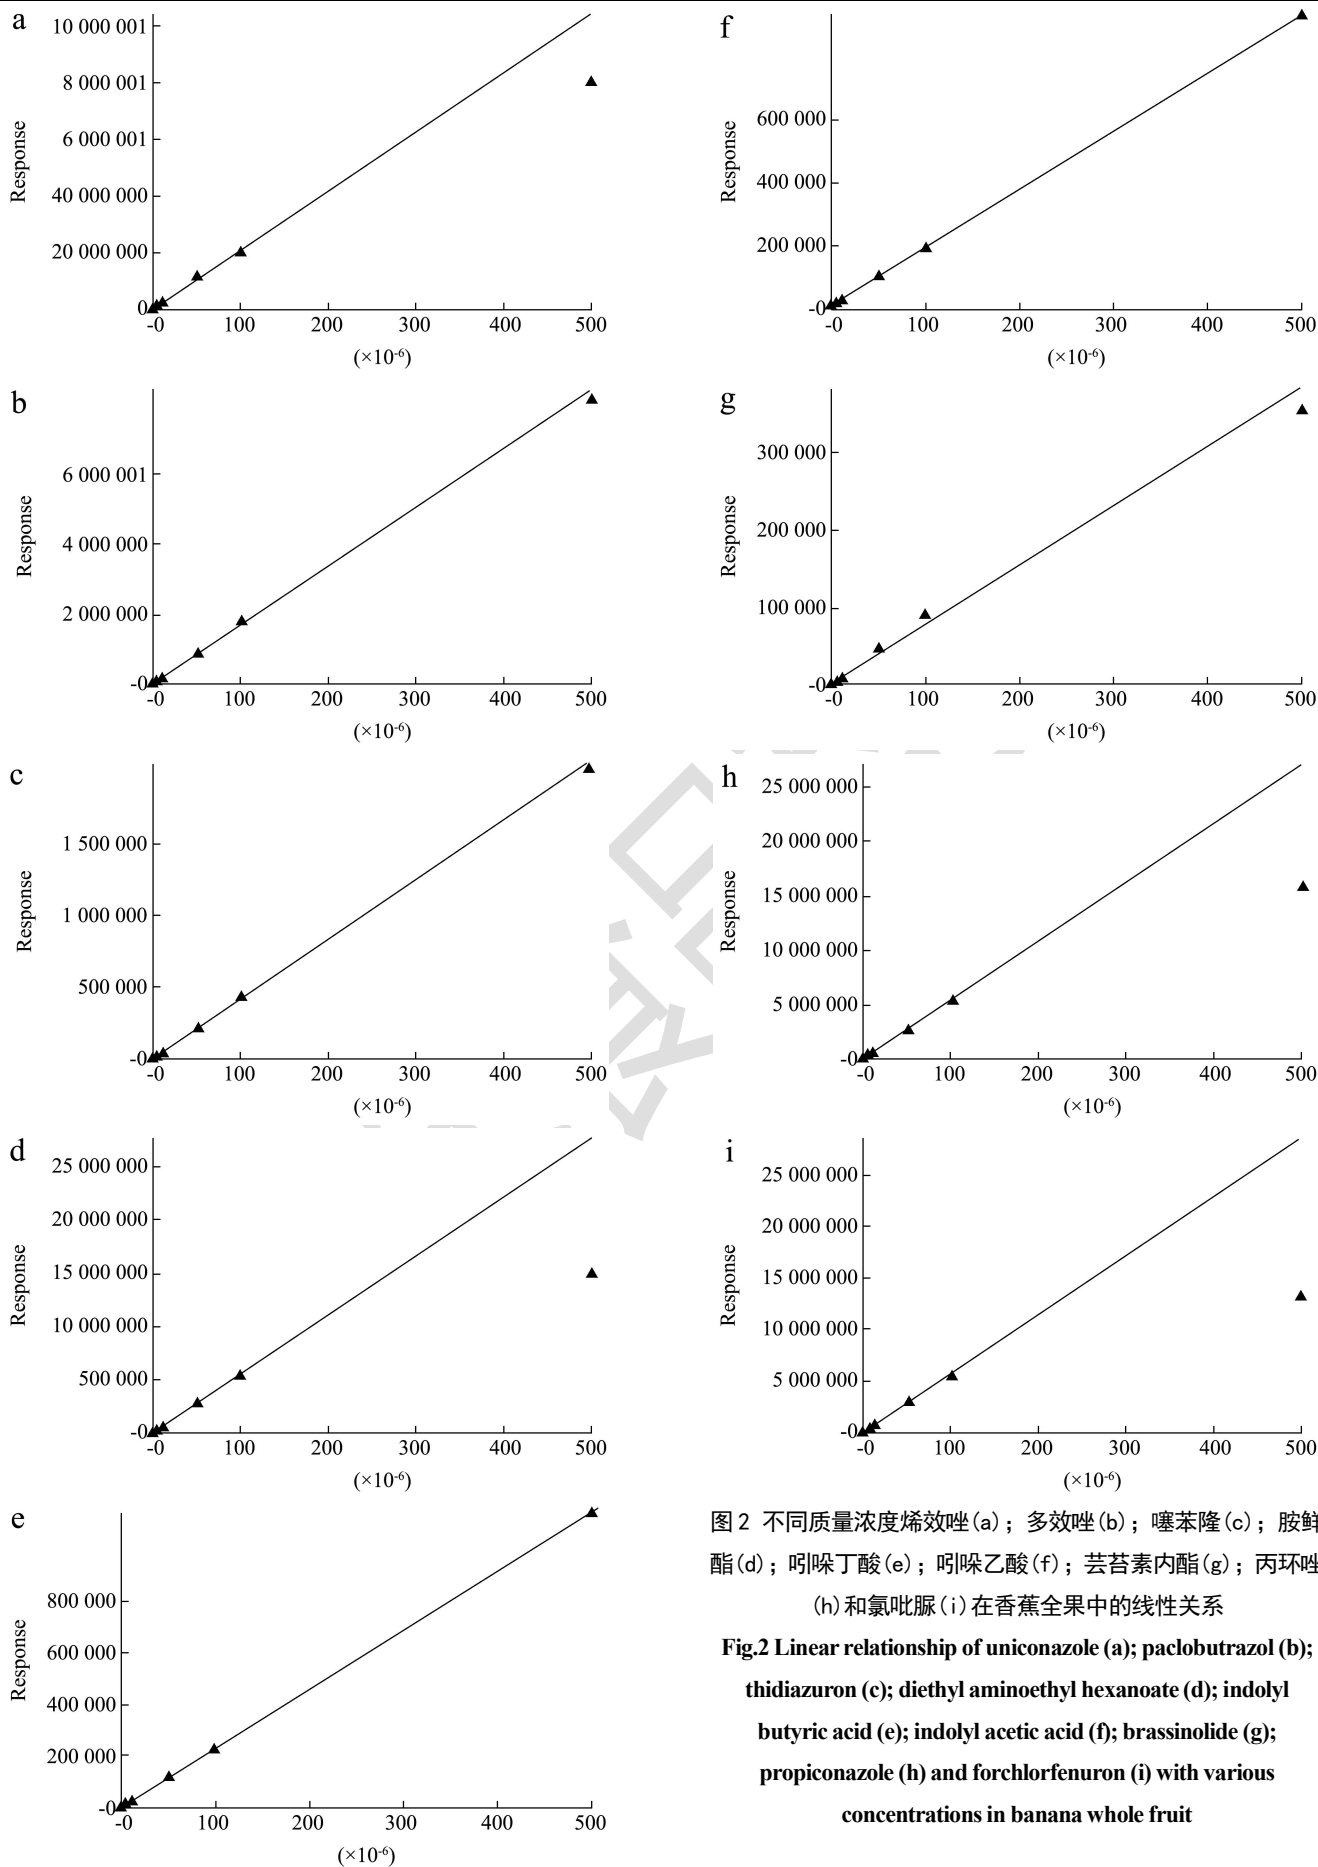 a
10 000 001
8 000 001
6 000 001
40 000 000
20 000 000
0
Response
-0 100 200 300 400 500
(×10⁻⁶)
b
6 000 001
4 000 000
2 000 000
-0
Response
-0 100 200 300 400 500
(×10⁻⁶)
c
1 500 000
1 000 000
500 000
-0
Response
-0 100 200 300 400 500
(×10⁻⁶)
d
25 000 000
20 000 000
15 000 000
10 000 000
500 000
-0
Response
-0 100 200 300 400 500
(×10⁻⁶)
e
800 000
600 000
400 000
200 000
-0
Response
-0 100 200 300 400 500
(×10⁻⁶)
f
600 000
400 000
200 000
-0
Response
-0 100 200 300 400 500
(×10⁻⁶)
g
300 000
200 000
100 000
-0
Response
-0 100 200 300 400 500
(×10⁻⁶)
h
25 000 000
20 000 000
15 000 000
10 000 000
5 000 000
-0
Response
-0 100 200 300 400 500
(×10⁻⁶)
i
25 000 000
20 000 000
15 000 000
10 000 000
5 000 000
-0
Response
-0 100 200 300 400 500
(×10⁻⁶)
图 2 不同质量浓度烯效唑(a)；多效唑(b)；噻苯隆(c)；胺鲜
酯(d)；吲哚丁酸(e)；吲哚乙酸(f)；芸苔素内酯(g)；丙环唑
(h)和氯吡脲(i)在香蕉全果中的线性关系
Fig.2 Linear relationship of uniconazole (a); paclobutrazol (b);
thidiazuron (c); diethyl aminoethyl hexanoate (d); indolyl
butyric acid (e); indolyl acetic acid (f); brassinolide (g);
propiconazole (h) and forchlorfenuron (i) with various
concentrations in banana whole fruit